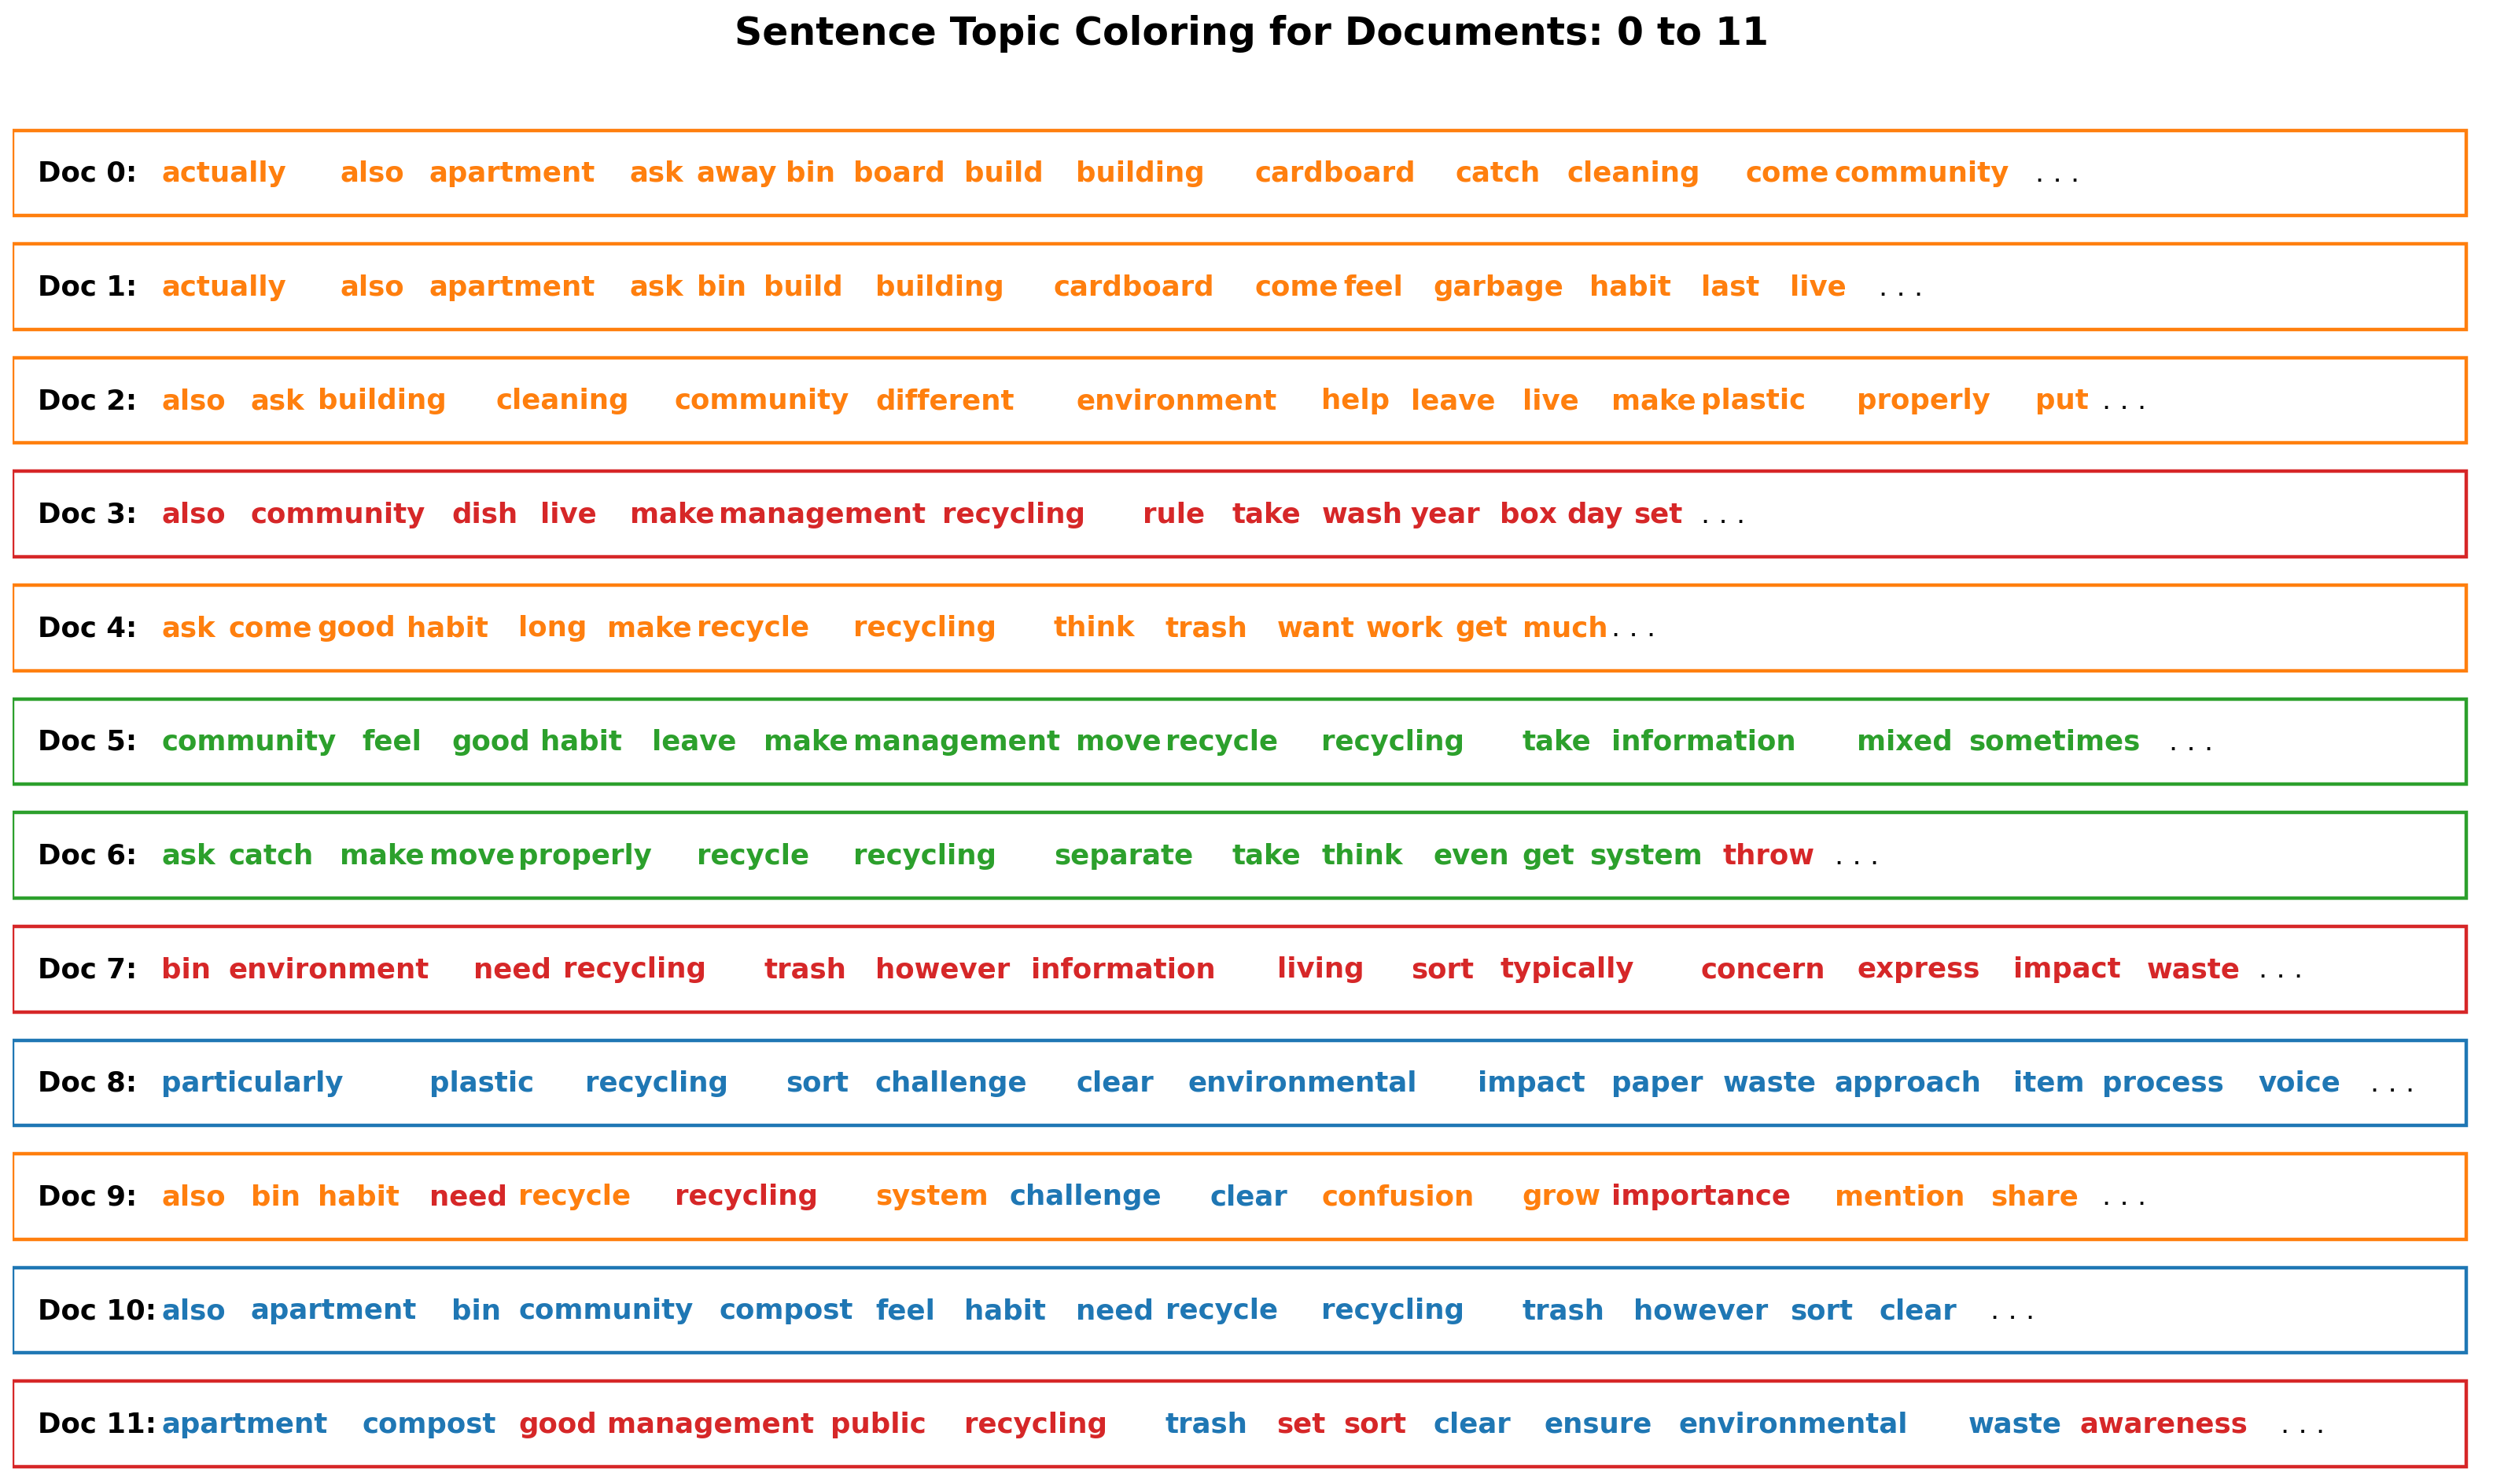 Sentence Topic Coloring for Documents: 0 to 11
Doc 0: actually also apartment ask away bin board build building cardboard catch cleaning come community . . .
Doc 1: actually also apartment ask bin build building cardboard come feel garbage habit last live . . .
Doc 2: also ask building cleaning community different environment help leave live make plastic properly put . . .
Doc 3: also community dish live make management recycling rule take wash year box day set . . .
Doc 4: ask come good habit long make recycle recycling think trash want work get much . . .
Doc 5: community feel good habit leave make management move recycle recycling take information mixed sometimes . . .
Doc 6: ask catch make move properly recycle recycling separate take think even get system throw . . .
Doc 7: bin environment need recycling trash however information living sort typically concern express impact waste . . .
Doc 8: particularly plastic recycling sort challenge clear environmental impact paper waste approach item process voice . . .
Doc 9: also bin habit need recycle recycling system challenge clear confusion grow importance mention share . . .
Doc 10: also apartment bin community compost feel habit need recycle recycling trash however sort clear . . .
Doc 11: apartment compost good management public recycling trash set sort clear ensure environmental waste awareness . . .